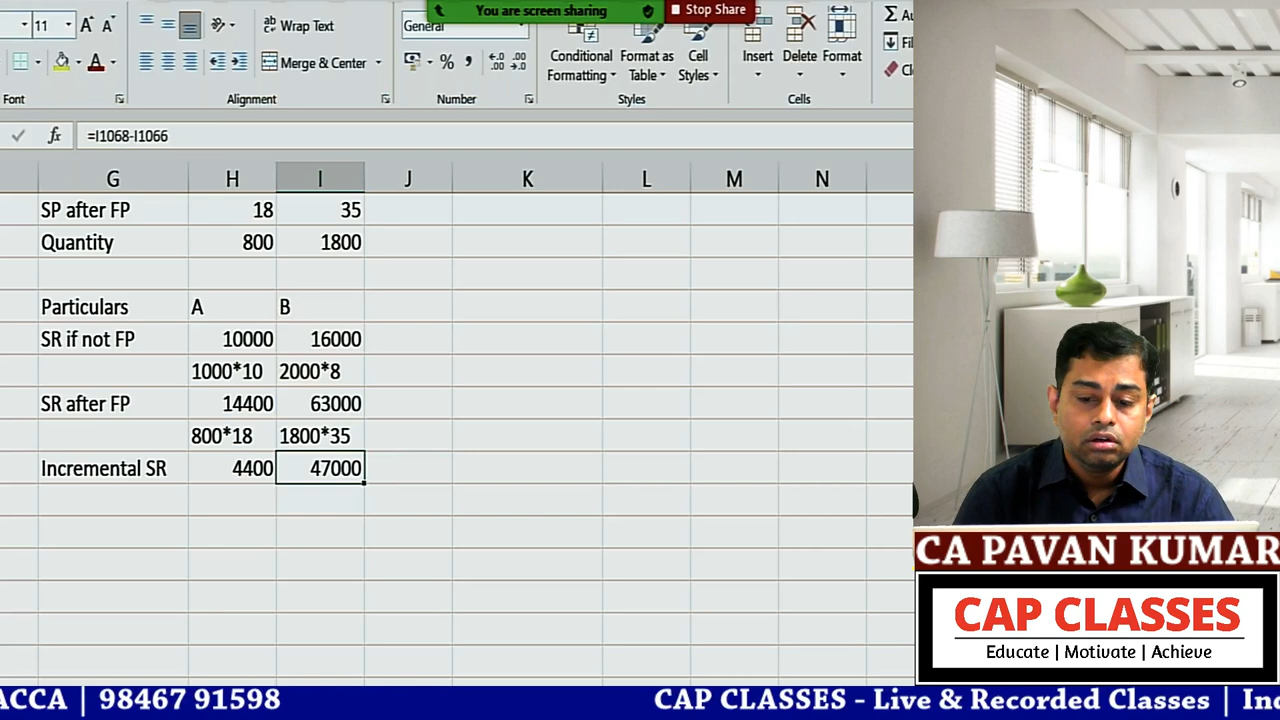 You are screen sharing
Stop Share
11
A
A
Wrap Text
General
Σ
Merge & Center
%
Conditional Formatting
Format as Table
Cell Styles
Insert
Delete
Format
Font
Alignment
Number
Styles
Cells
fx
=I1068-I1066
G H I J K L M N
SP after FP 18 35
Quantity 800 1800
Particulars A B
SR if not FP 10000 16000
1000*10 2000*8
SR after FP 14400 63000
800*18 1800*35
Incremental SR 4400 47000
CA PAVAN KUMAR
CAP CLASSES
Educate | Motivate | Achieve
ACCA | 98467 91598
CAP CLASSES - Live & Recorded Classes |